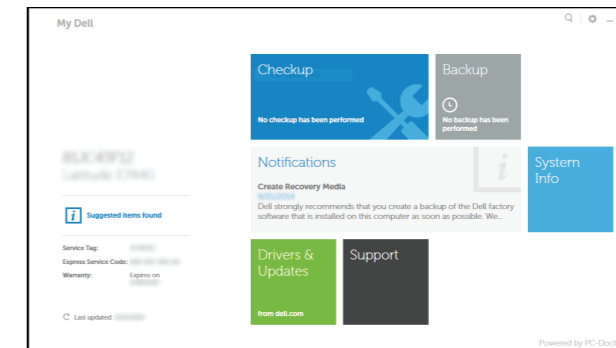 My Dell
Checkup
No checkup has been performed
Backup
No backup has been
performed
Notifications
Create Recovery Media
Dell strongly recommends that you create a backup of the Dell factory
software that is installed on this computer as soon as possible. We...
System
Info
Suggested items found
Service Tag:
Express Service Code:
Warranty: Expires on
Last updated:
Drivers &
Updates
from dell.com
Support
Powered by PC-Doct